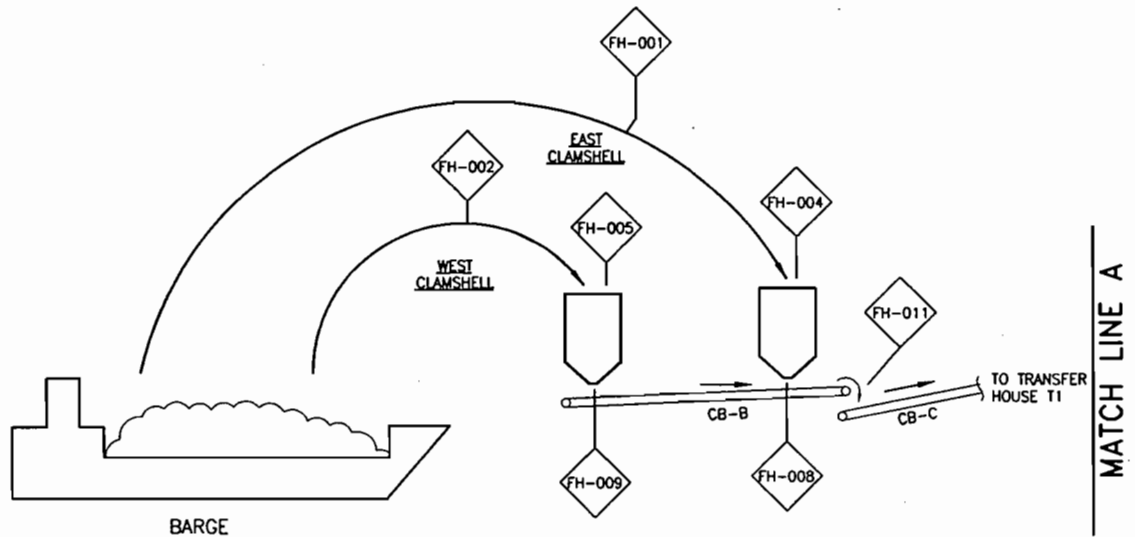 FH-001
EAST
CLAMSHELL
FH-002
FH-004
FH-005
WEST
CLAMSHELL
FH-011
TO TRANSFER
HOUSE T1
CB-B
CB-C
FH-009
FH-008
BARGE
MATCH LINE A